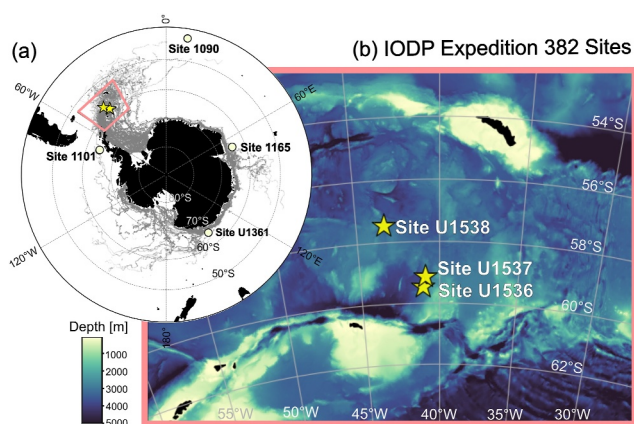 (a)
(b) IODP Expedition 382 Sites
0°
Site 1090
60°W
60°E
Site 1101
Site 1165
80°S
70°S
Site U1361
60°S
50°S
120°W
120°E
180°
54°S
56°S
Site U1538
58°S
Site U1537
Site U1536
60°S
62°S
55°W
50°W
45°W
40°W
35°W
30°W
Depth [m]
1000
2000
3000
4000
5000